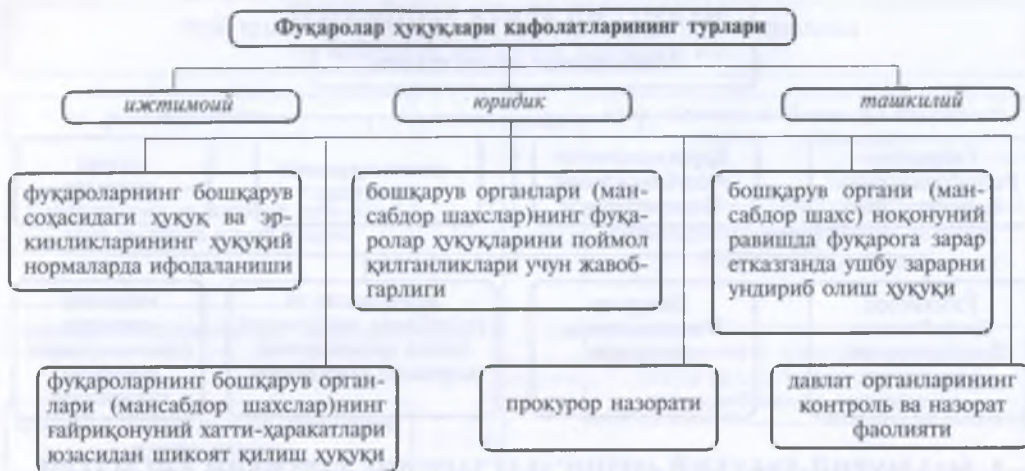 Фуқаролар ҳуқуқлари кафолатларининг турлари
ижтимоий
юридик
ташкилий
фуқароларнинг бошқарув
соҳасидаги ҳуқуқ ва эр-
кинликларининг ҳуқуқий
нормаларда ифодаланиши
бошқарув органлари (ман-
сабдор шахслар)нинг фуқа-
ролар ҳуқуқларини поймол
қилганликлари учун жавоб-
гарлиги
бошқарув органи (ман-
сабдор шахс) ноқонуний
равишда фуқарога зарар
етказганда ушбу зарарни
ундириб олиш ҳуқуқи
фуқароларнинг бошқарув орган-
лари (мансабдор шахслар)нинг
ғайриқонуний хатти-ҳаракатлари
юзасидан шикоят қилиш ҳуқуқи
прокурор назорати
давлат органларининг
контроль ва назорат
фаолияти